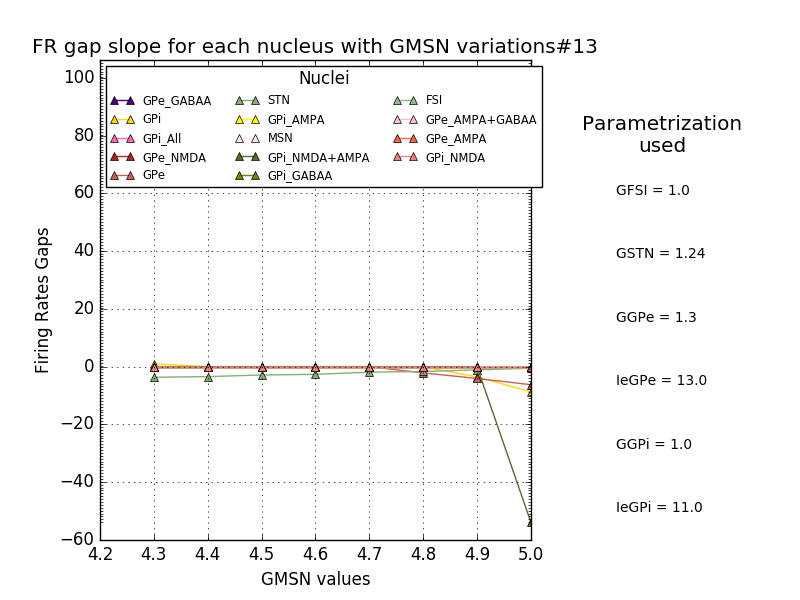 FR gap slope for each nucleus with GMSN variations#13
Nuclei
GPe_GABAA
GPi
GPi_All
GPe_NMDA
GPe
STN
GPi_AMPA
MSN
GPi_NMDA+AMPA
GPi_GABAA
FSI
GPe_AMPA+GABAA
GPe_AMPA
GPi_NMDA
Firing Rates Gaps
100
80
60
40
20
0
−20
−40
−60
4.2 4.3 4.4 4.5 4.6 4.7 4.8 4.9 5.0
GMSN values
Parametrization
used
GFSI = 1.0
GSTN = 1.24
GGPe = 1.3
IeGPe = 13.0
GGPi = 1.0
IeGPi = 11.0